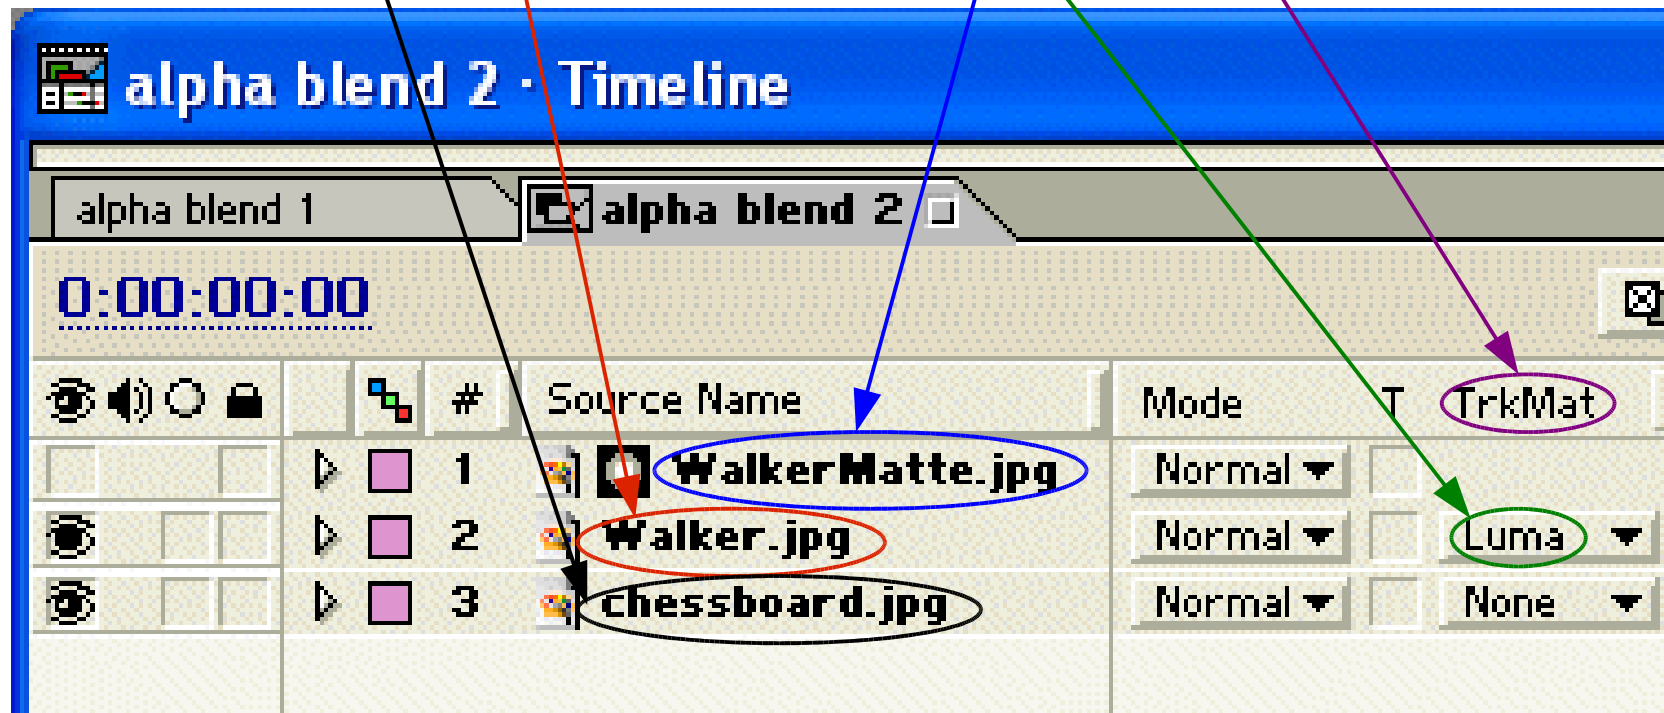 alpha blend 2 · Timeline
alpha blend 1 alpha blend 2
0:00:00:00
# Source Name Mode T TrkMat
1 WalkerMatte.jpg Normal
2 Walker.jpg Normal Luma
3 chessboard.jpg Normal None